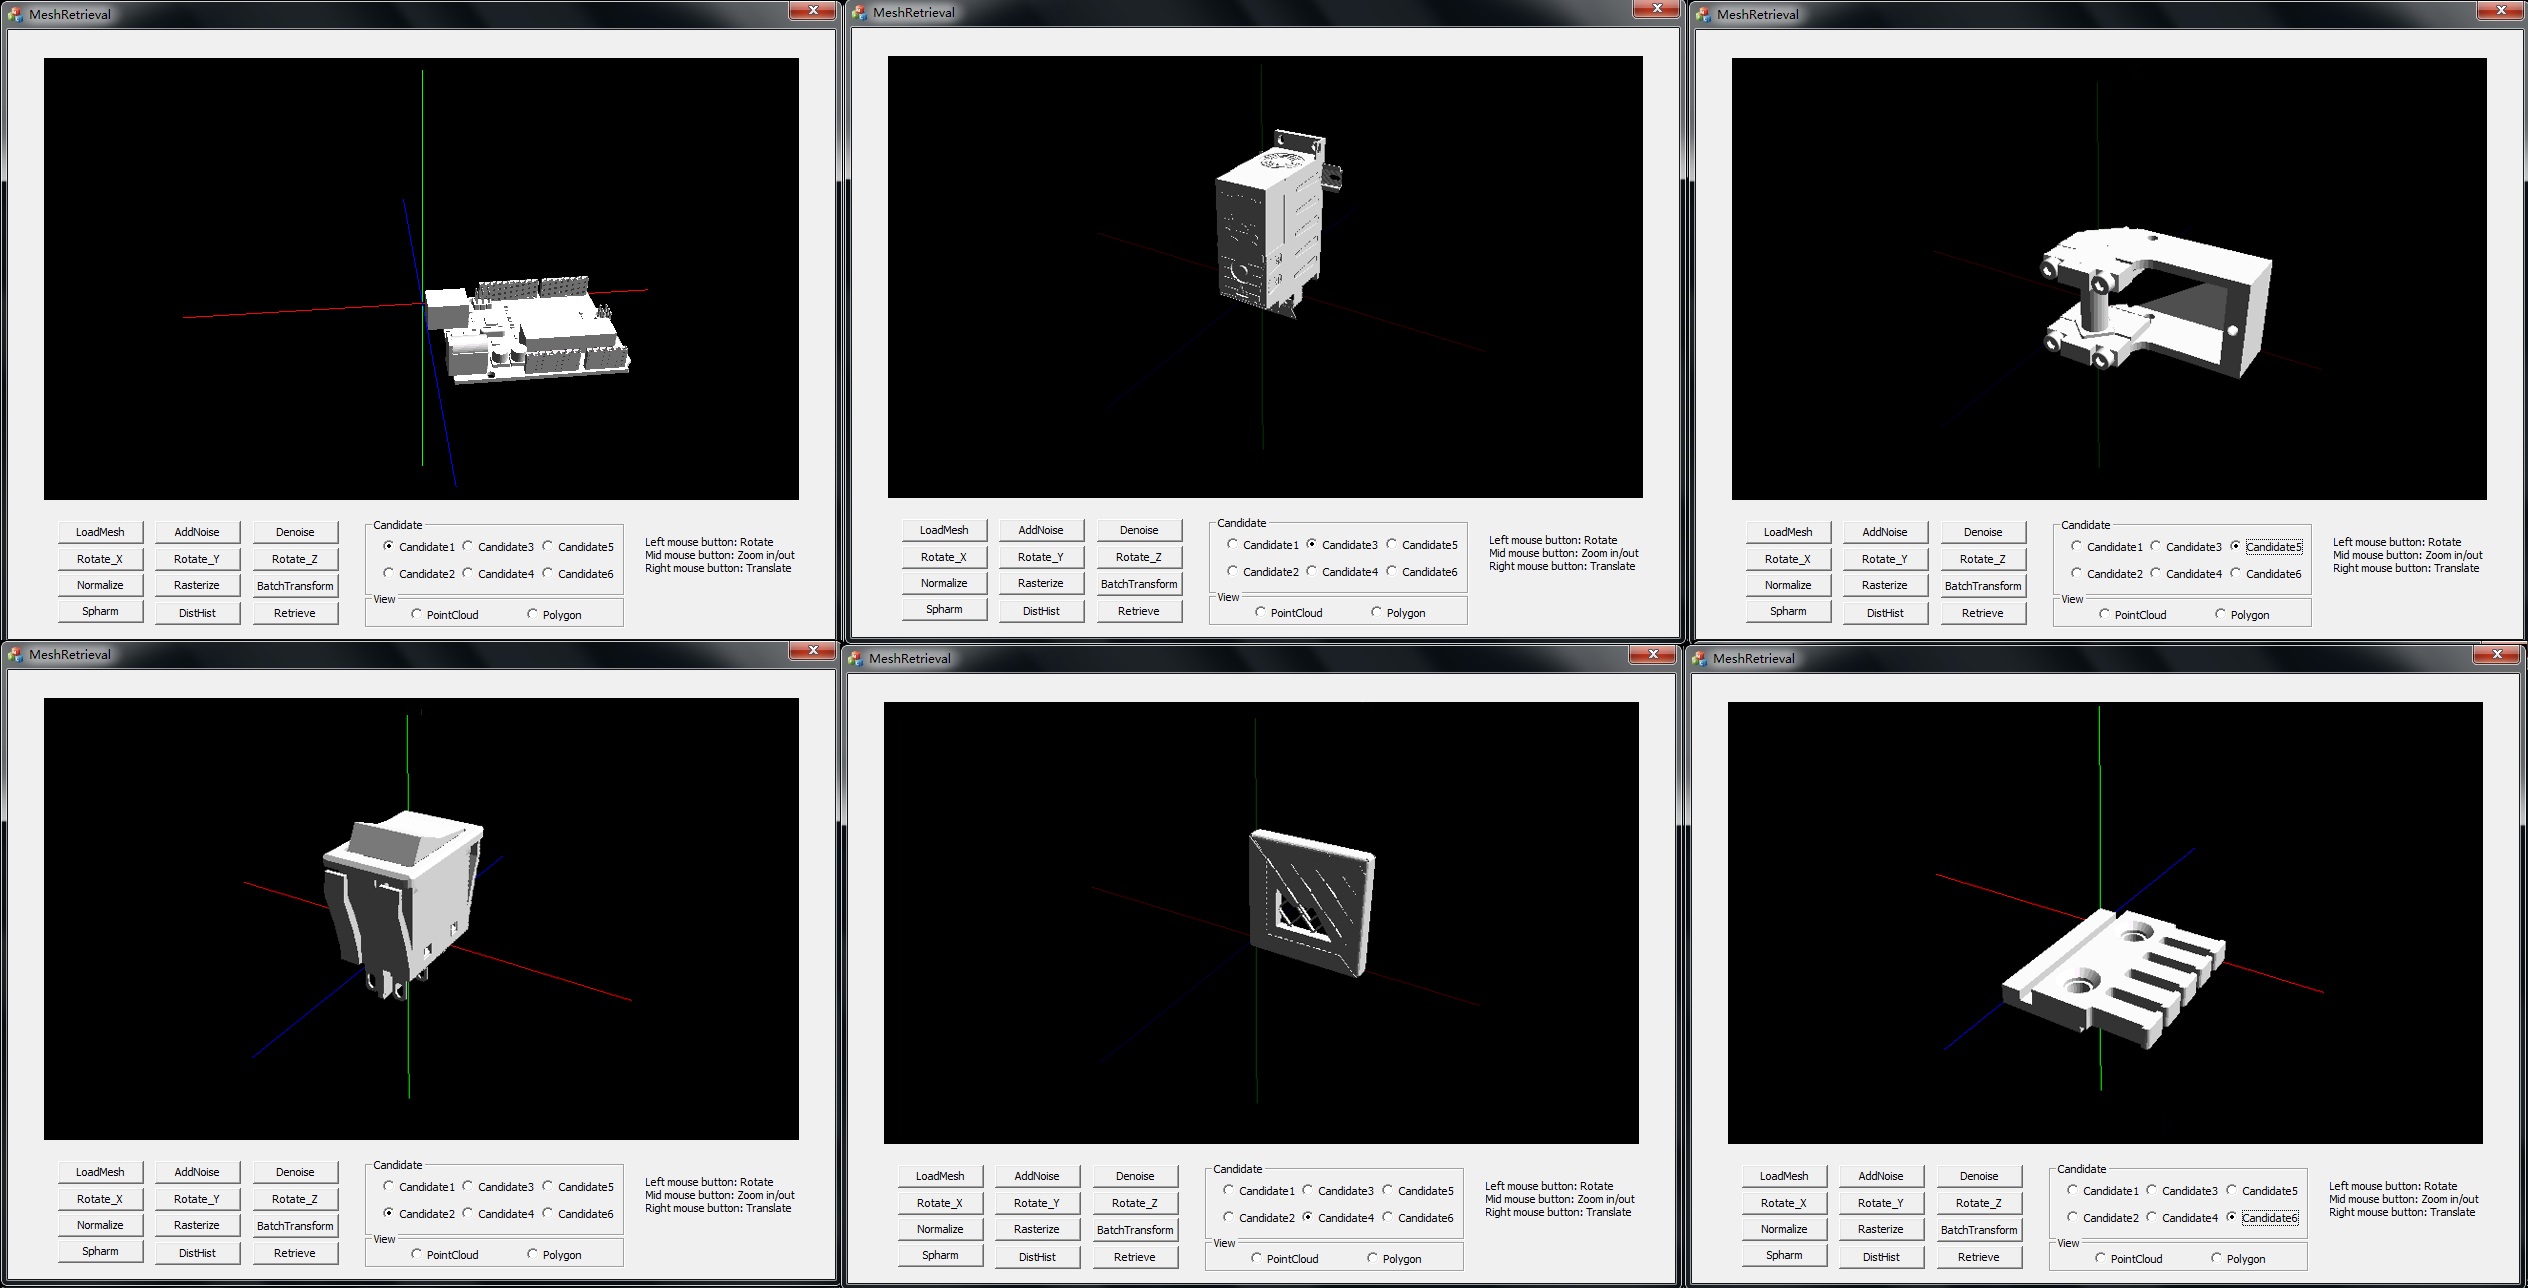 MeshRetrieval
LoadMesh AddNoise Denoise
Rotate_X Rotate_Y Rotate_Z
Normalize Rasterize BatchTransform
Spharm DistHist Retrieve
Candidate
Candidate1 Candidate3 Candidate5
Candidate2 Candidate4 Candidate6
View
PointCloud Polygon
Left mouse button: Rotate
Mid mouse button: Zoom in/out
Right mouse button: Translate
MeshRetrieval
LoadMesh AddNoise Denoise
Rotate_X Rotate_Y Rotate_Z
Normalize Rasterize BatchTransform
Spharm DistHist Retrieve
Candidate
Candidate1 Candidate3 Candidate5
Candidate2 Candidate4 Candidate6
View
PointCloud Polygon
Left mouse button: Rotate
Mid mouse button: Zoom in/out
Right mouse button: Translate
MeshRetrieval
LoadMesh AddNoise Denoise
Rotate_X Rotate_Y Rotate_Z
Normalize Rasterize BatchTransform
Spharm DistHist Retrieve
Candidate
Candidate1 Candidate3 Candidate5
Candidate2 Candidate4 Candidate6
View
PointCloud Polygon
Left mouse button: Rotate
Mid mouse button: Zoom in/out
Right mouse button: Translate
MeshRetrieval
LoadMesh AddNoise Denoise
Rotate_X Rotate_Y Rotate_Z
Normalize Rasterize BatchTransform
Spharm DistHist Retrieve
Candidate
Candidate1 Candidate3 Candidate5
Candidate2 Candidate4 Candidate6
View
PointCloud Polygon
Left mouse button: Rotate
Mid mouse button: Zoom in/out
Right mouse button: Translate
MeshRetrieval
LoadMesh AddNoise Denoise
Rotate_X Rotate_Y Rotate_Z
Normalize Rasterize BatchTransform
Spharm DistHist Retrieve
Candidate
Candidate1 Candidate3 Candidate5
Candidate2 Candidate4 Candidate6
View
PointCloud Polygon
Left mouse button: Rotate
Mid mouse button: Zoom in/out
Right mouse button: Translate
MeshRetrieval
LoadMesh AddNoise Denoise
Rotate_X Rotate_Y Rotate_Z
Normalize Rasterize BatchTransform
Spharm DistHist Retrieve
Candidate
Candidate1 Candidate3 Candidate5
Candidate2 Candidate4 Candidate6
View
PointCloud Polygon
Left mouse button: Rotate
Mid mouse button: Zoom in/out
Right mouse button: Translate